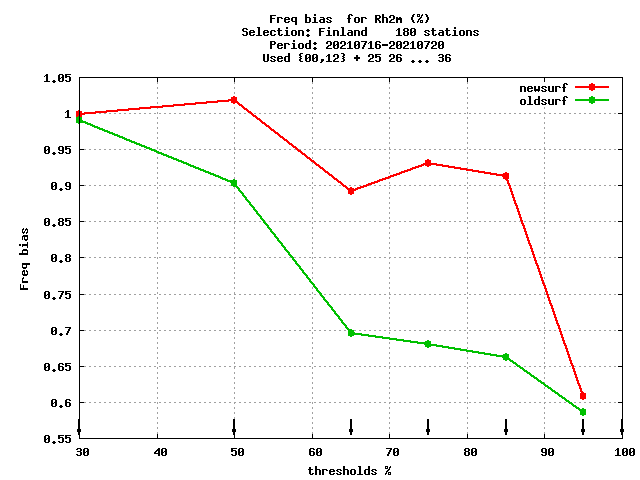 Freq bias  for Rh2m (%)
Selection: Finland    180 stations
Period: 20210716-20210720
Used {00,12} + 25 26 ... 36
newsurf
oldsurf
1.05
1
0.95
0.9
0.85
0.8
0.75
0.7
0.65
0.6
0.55
Freq bias
30 40 50 60 70 80 90 100
thresholds %